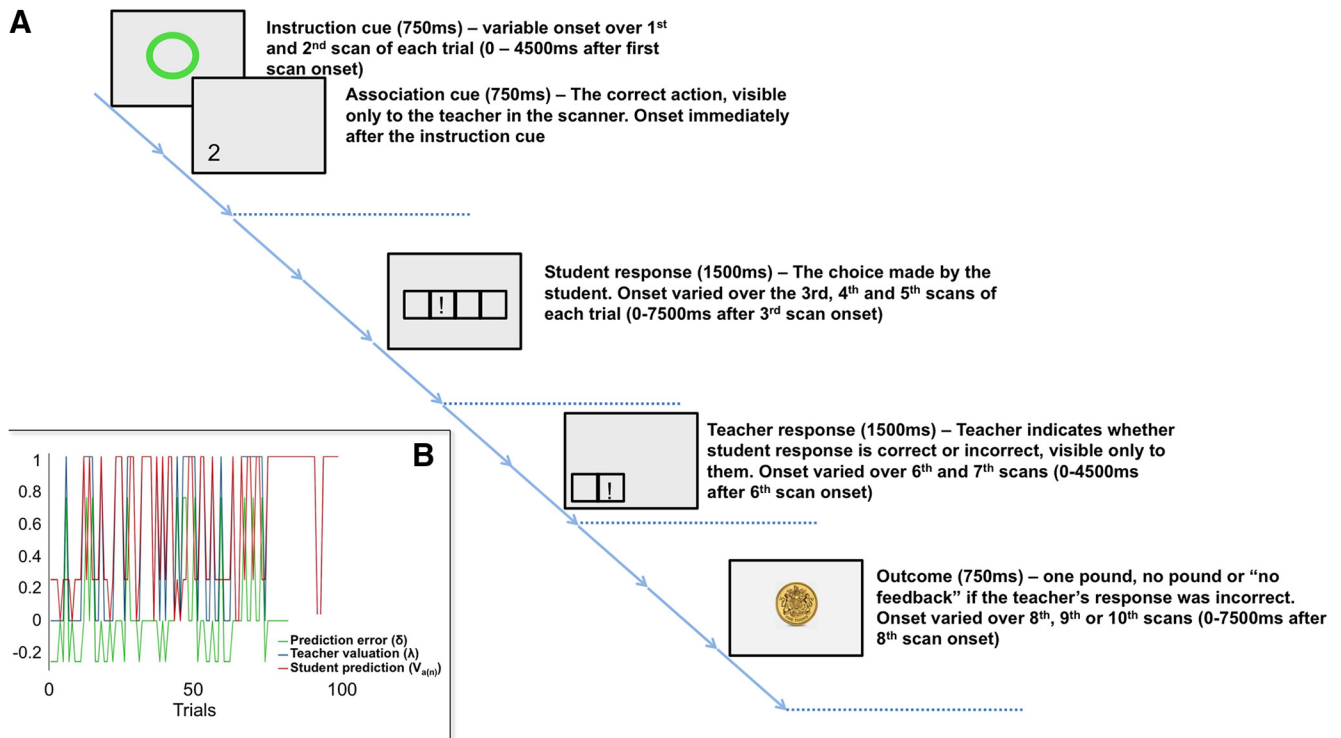 A
Instruction cue (750ms) – variable onset over 1st
and 2nd scan of each trial (0 – 4500ms after first
scan onset)
2
Association cue (750ms) – The correct action, visible
only to the teacher in the scanner. Onset immediately
after the instruction cue
!
Student response (1500ms) – The choice made by the
student. Onset varied over the 3rd, 4th and 5th scans of
each trial (0-7500ms after 3rd scan onset)
!
Teacher response (1500ms) – Teacher indicates whether
student response is correct or incorrect, visible only to
them. Onset varied over 6th and 7th scans (0-4500ms
after 6th scan onset)
Outcome (750ms) – one pound, no pound or “no
feedback” if the teacher’s response was incorrect.
Onset varied over 8th, 9th or 10th scans (0-7500ms after
8th scan onset)
B
1
0.8
0.6
0.4
0.2
0
-0.2
Prediction error (δ)
Teacher valuation (λ)
Student prediction (Va(n))
0 50 100
Trials